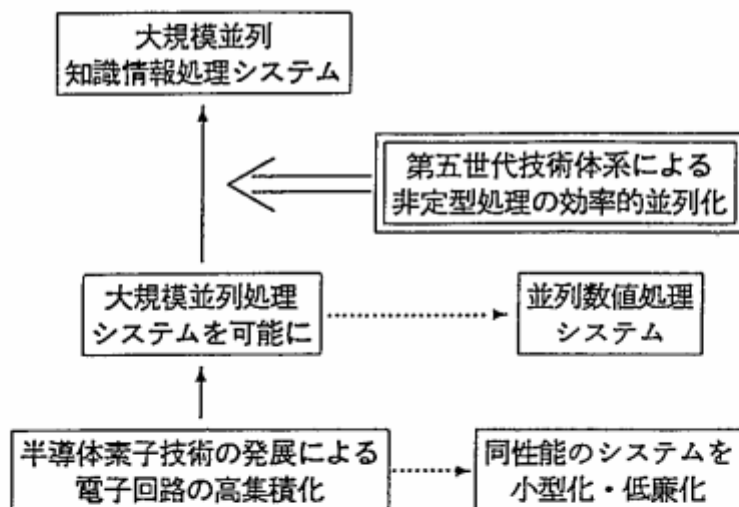 大規模並列
知識情報処理システム
第五世代技術体系による
非定型処理の効率的並列化
大規模並列処理
システムを可能に
並列数値処理
システム
半導体素子技術の発展による
電子回路の高集積化
同性能のシステムを
小型化・低廉化